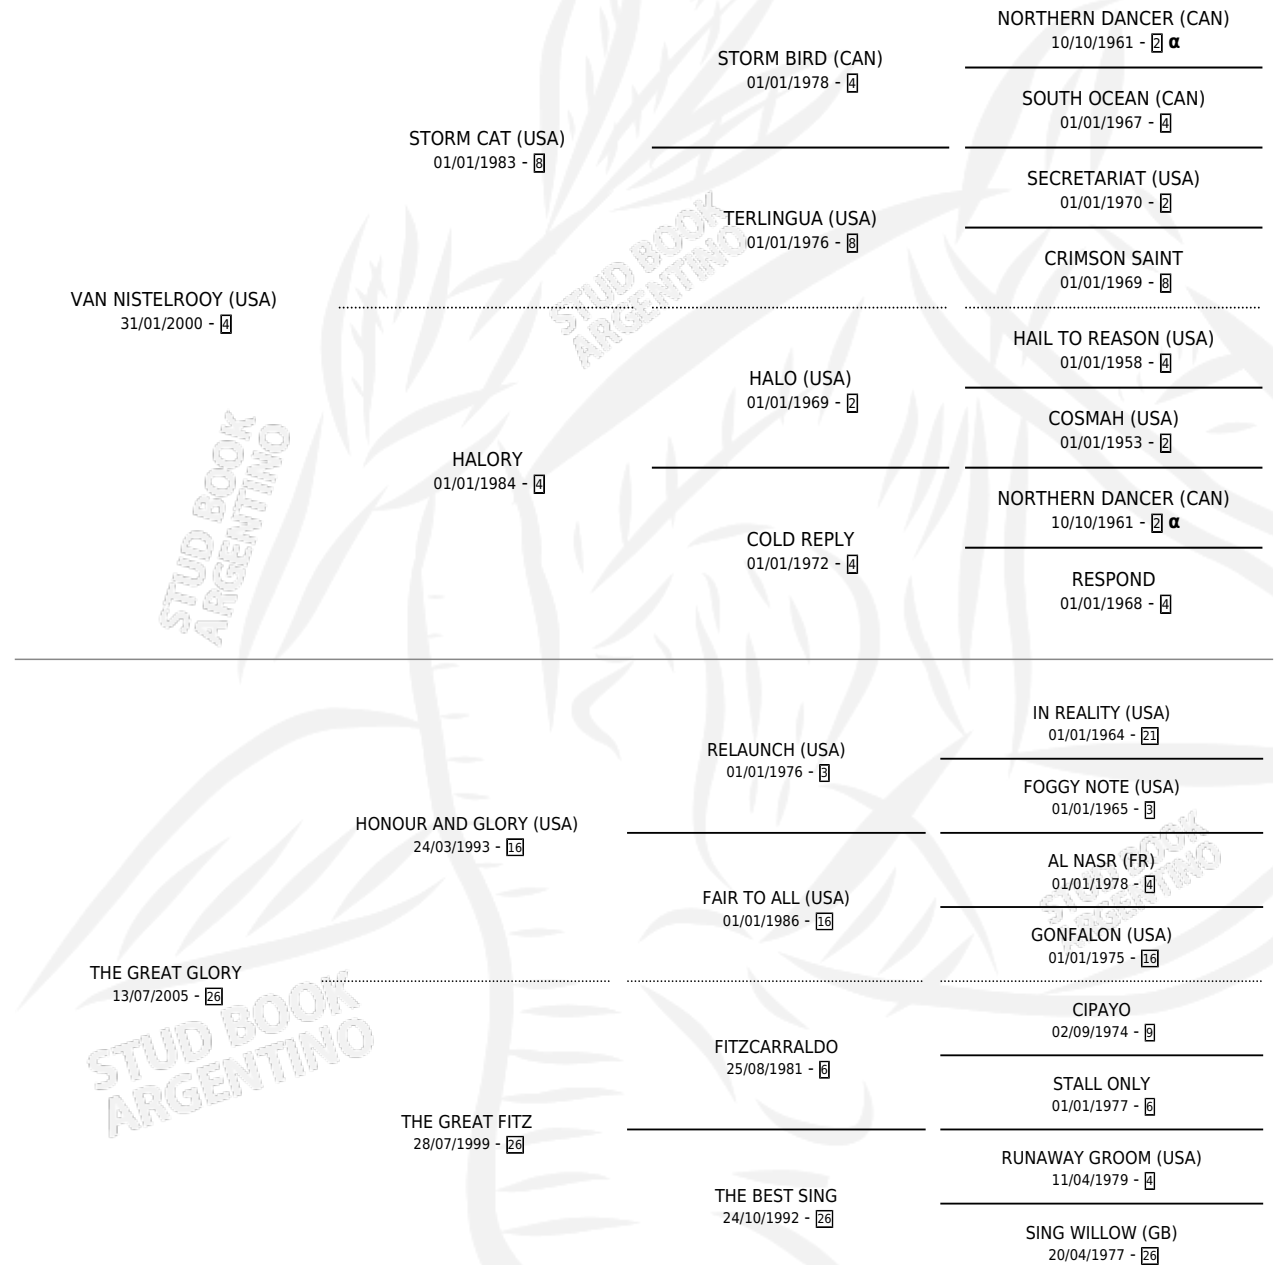 NORTHERN DANCER (CAN)
10/10/1961 - 2 α
STORM BIRD (CAN)
01/01/1978 - 4
SOUTH OCEAN (CAN)
01/01/1967 - 4
STORM CAT (USA)
01/01/1983 - 8
SECRETARIAT (USA)
01/01/1970 - 2
TERLINGUA (USA)
01/01/1976 - 8
CRIMSON SAINT
01/01/1969 - 8
VAN NISTELROOY (USA)
31/01/2000 - 4
HAIL TO REASON (USA)
01/01/1958 - 4
HALO (USA)
01/01/1969 - 2
COSMAH (USA)
01/01/1953 - 2
HALORY
01/01/1984 - 4
NORTHERN DANCER (CAN)
10/10/1961 - 2 α
COLD REPLY
01/01/1972 - 4
RESPOND
01/01/1968 - 4
IN REALITY (USA)
01/01/1964 - 21
RELAUNCH (USA)
01/01/1976 - 3
FOGGY NOTE (USA)
01/01/1965 - 3
HONOUR AND GLORY (USA)
24/03/1993 - 16
AL NASR (FR)
01/01/1978 - 4
FAIR TO ALL (USA)
01/01/1986 - 16
GONFALON (USA)
01/01/1975 - 16
THE GREAT GLORY
13/07/2005 - 26
CIPAYO
02/09/1974 - 9
FITZCARRALDO
25/08/1981 - 6
STALL ONLY
01/01/1977 - 6
THE GREAT FITZ
28/07/1999 - 26
RUNAWAY GROOM (USA)
11/04/1979 - 4
THE BEST SING
24/10/1992 - 26
SING WILLOW (GB)
20/04/1977 - 26
STUD BOOK
ARGENTINO
STUD BOOK
ARGENTINO
STUD BOOK
ARGENTINO
STUD BOOK
ARGENTINO